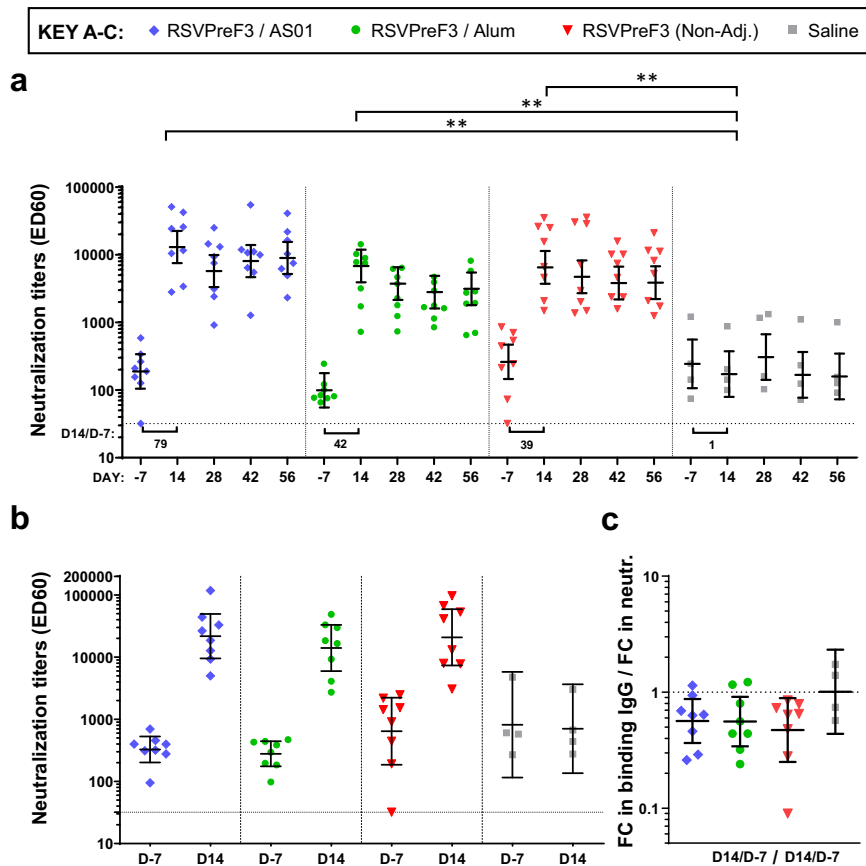 KEY A-C: RSVPreF3 / AS01 RSVPreF3 / Alum RSVPreF3 (Non-Adj.) Saline
a
**
**
**
Neutralization titers (ED60)
100000
10000
1000
100
10
D14/D-7:
79 42 39 1
DAY: -7 14 28 42 56 -7 14 28 42 56 -7 14 28 42 56 -7 14 28 42 56
b
Neutralization titers (ED60)
200000
100000
10000
1000
100
10
D-7 D14 D-7 D14 D-7 D14 D-7 D14
c
FC in binding IgG / FC in neutr.
10
1
0.1
D14/D-7 / D14/D-7